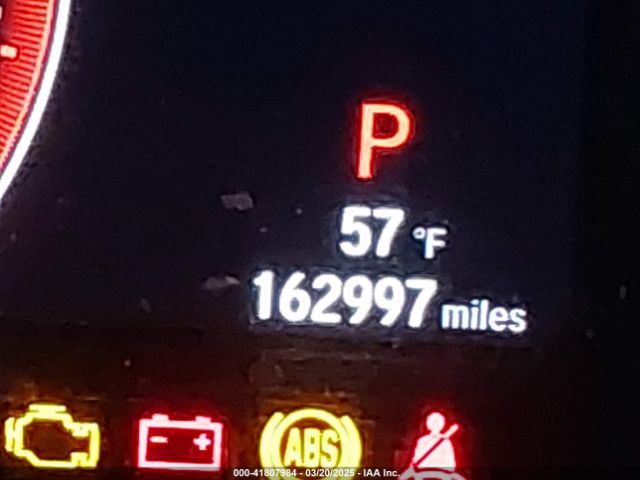 P
57 °F
162997 miles
ABS
000-41807984 - 03/20/2025 - IAA Inc.